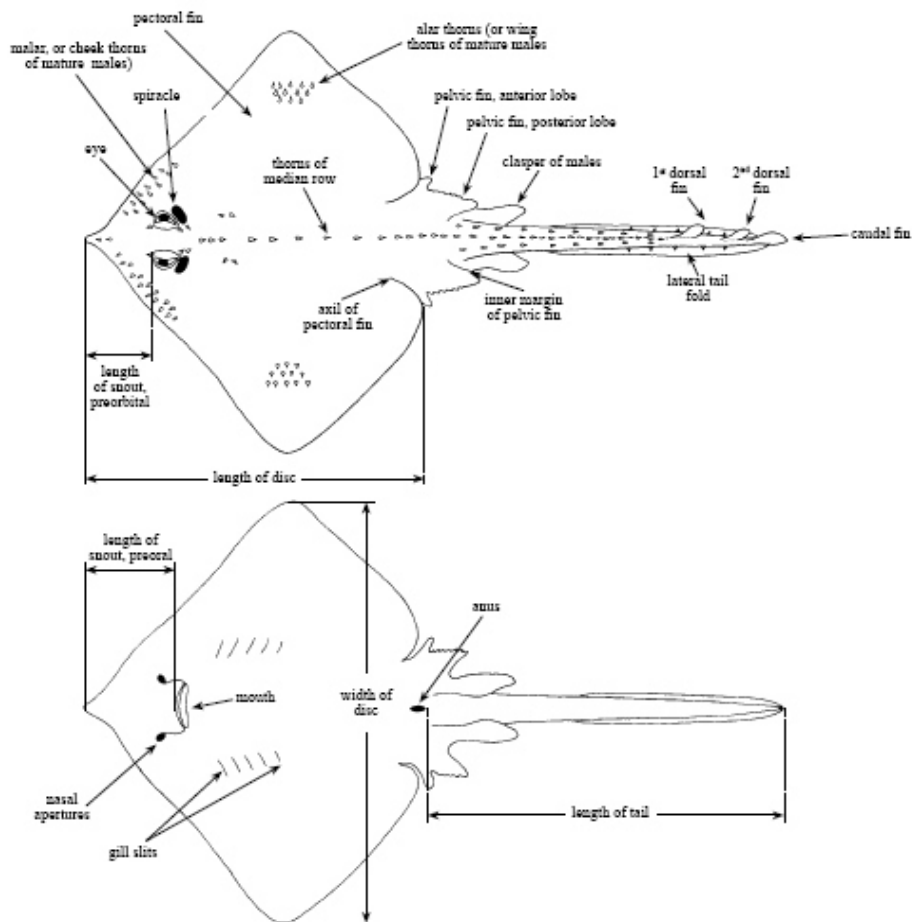 pectoral fin
alar thorns (or wing
thorns of mature males)
malar, or cheek thorns
of mature males)
spiracle
eye
pelvic fin, anterior lobe
pelvic fin, posterior lobe
thorns of
median row
clasper of males
1st dorsal
fin
2nd dorsal
fin
caudal fin
lateral tail
fold
axil of
pectoral fin
inner margin
of pelvic fin
length
of snout,
preorbital
length of disc
length of
snout, preoral
anus
mouth
width of
disc
nasal
apertures
gill slits
length of tail